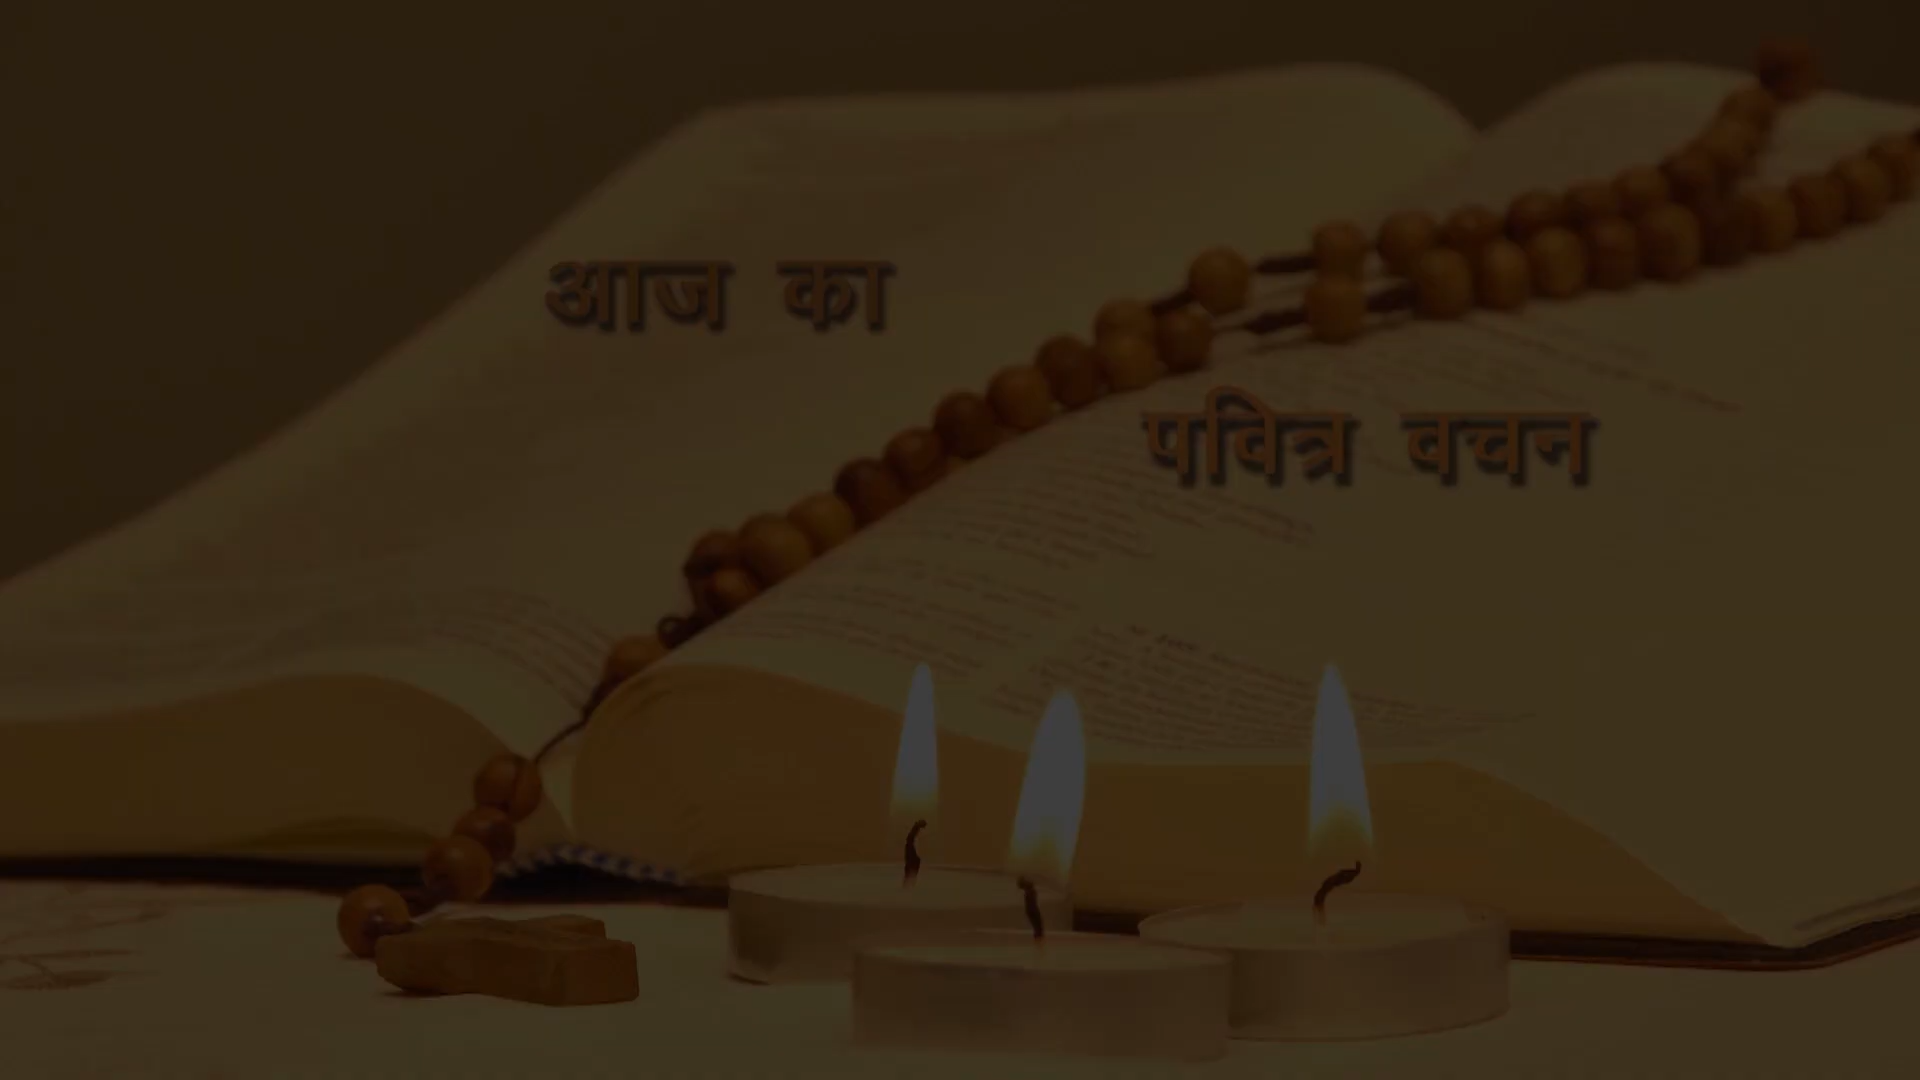 आज का
पवित्र वचन